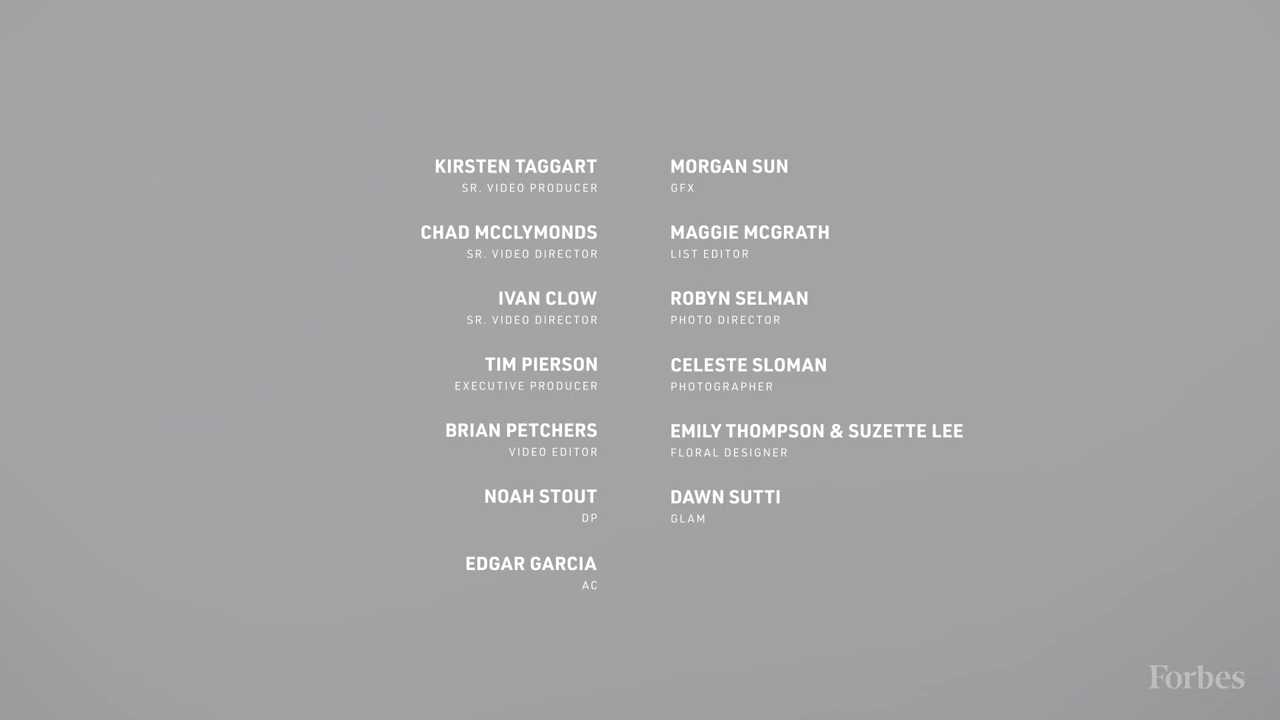 KIRSTEN TAGGART
SR. VIDEO PRODUCER
CHAD MCCLYMONDS
SR. VIDEO DIRECTOR
IVAN CLOW
SR. VIDEO DIRECTOR
TIM PIERSON
EXECUTIVE PRODUCER
BRIAN PETCHERS
VIDEO EDITOR
NOAH STOUT
DP
EDGAR GARCIA
AC
MORGAN SUN
GFX
MAGGIE MCGRATH
LIST EDITOR
ROBYN SELMAN
PHOTO DIRECTOR
CELESTE SLOMAN
PHOTOGRAPHER
EMILY THOMPSON & SUZETTE LEE
FLORAL DESIGNER
DAWN SUTTI
GLAM
Forbes